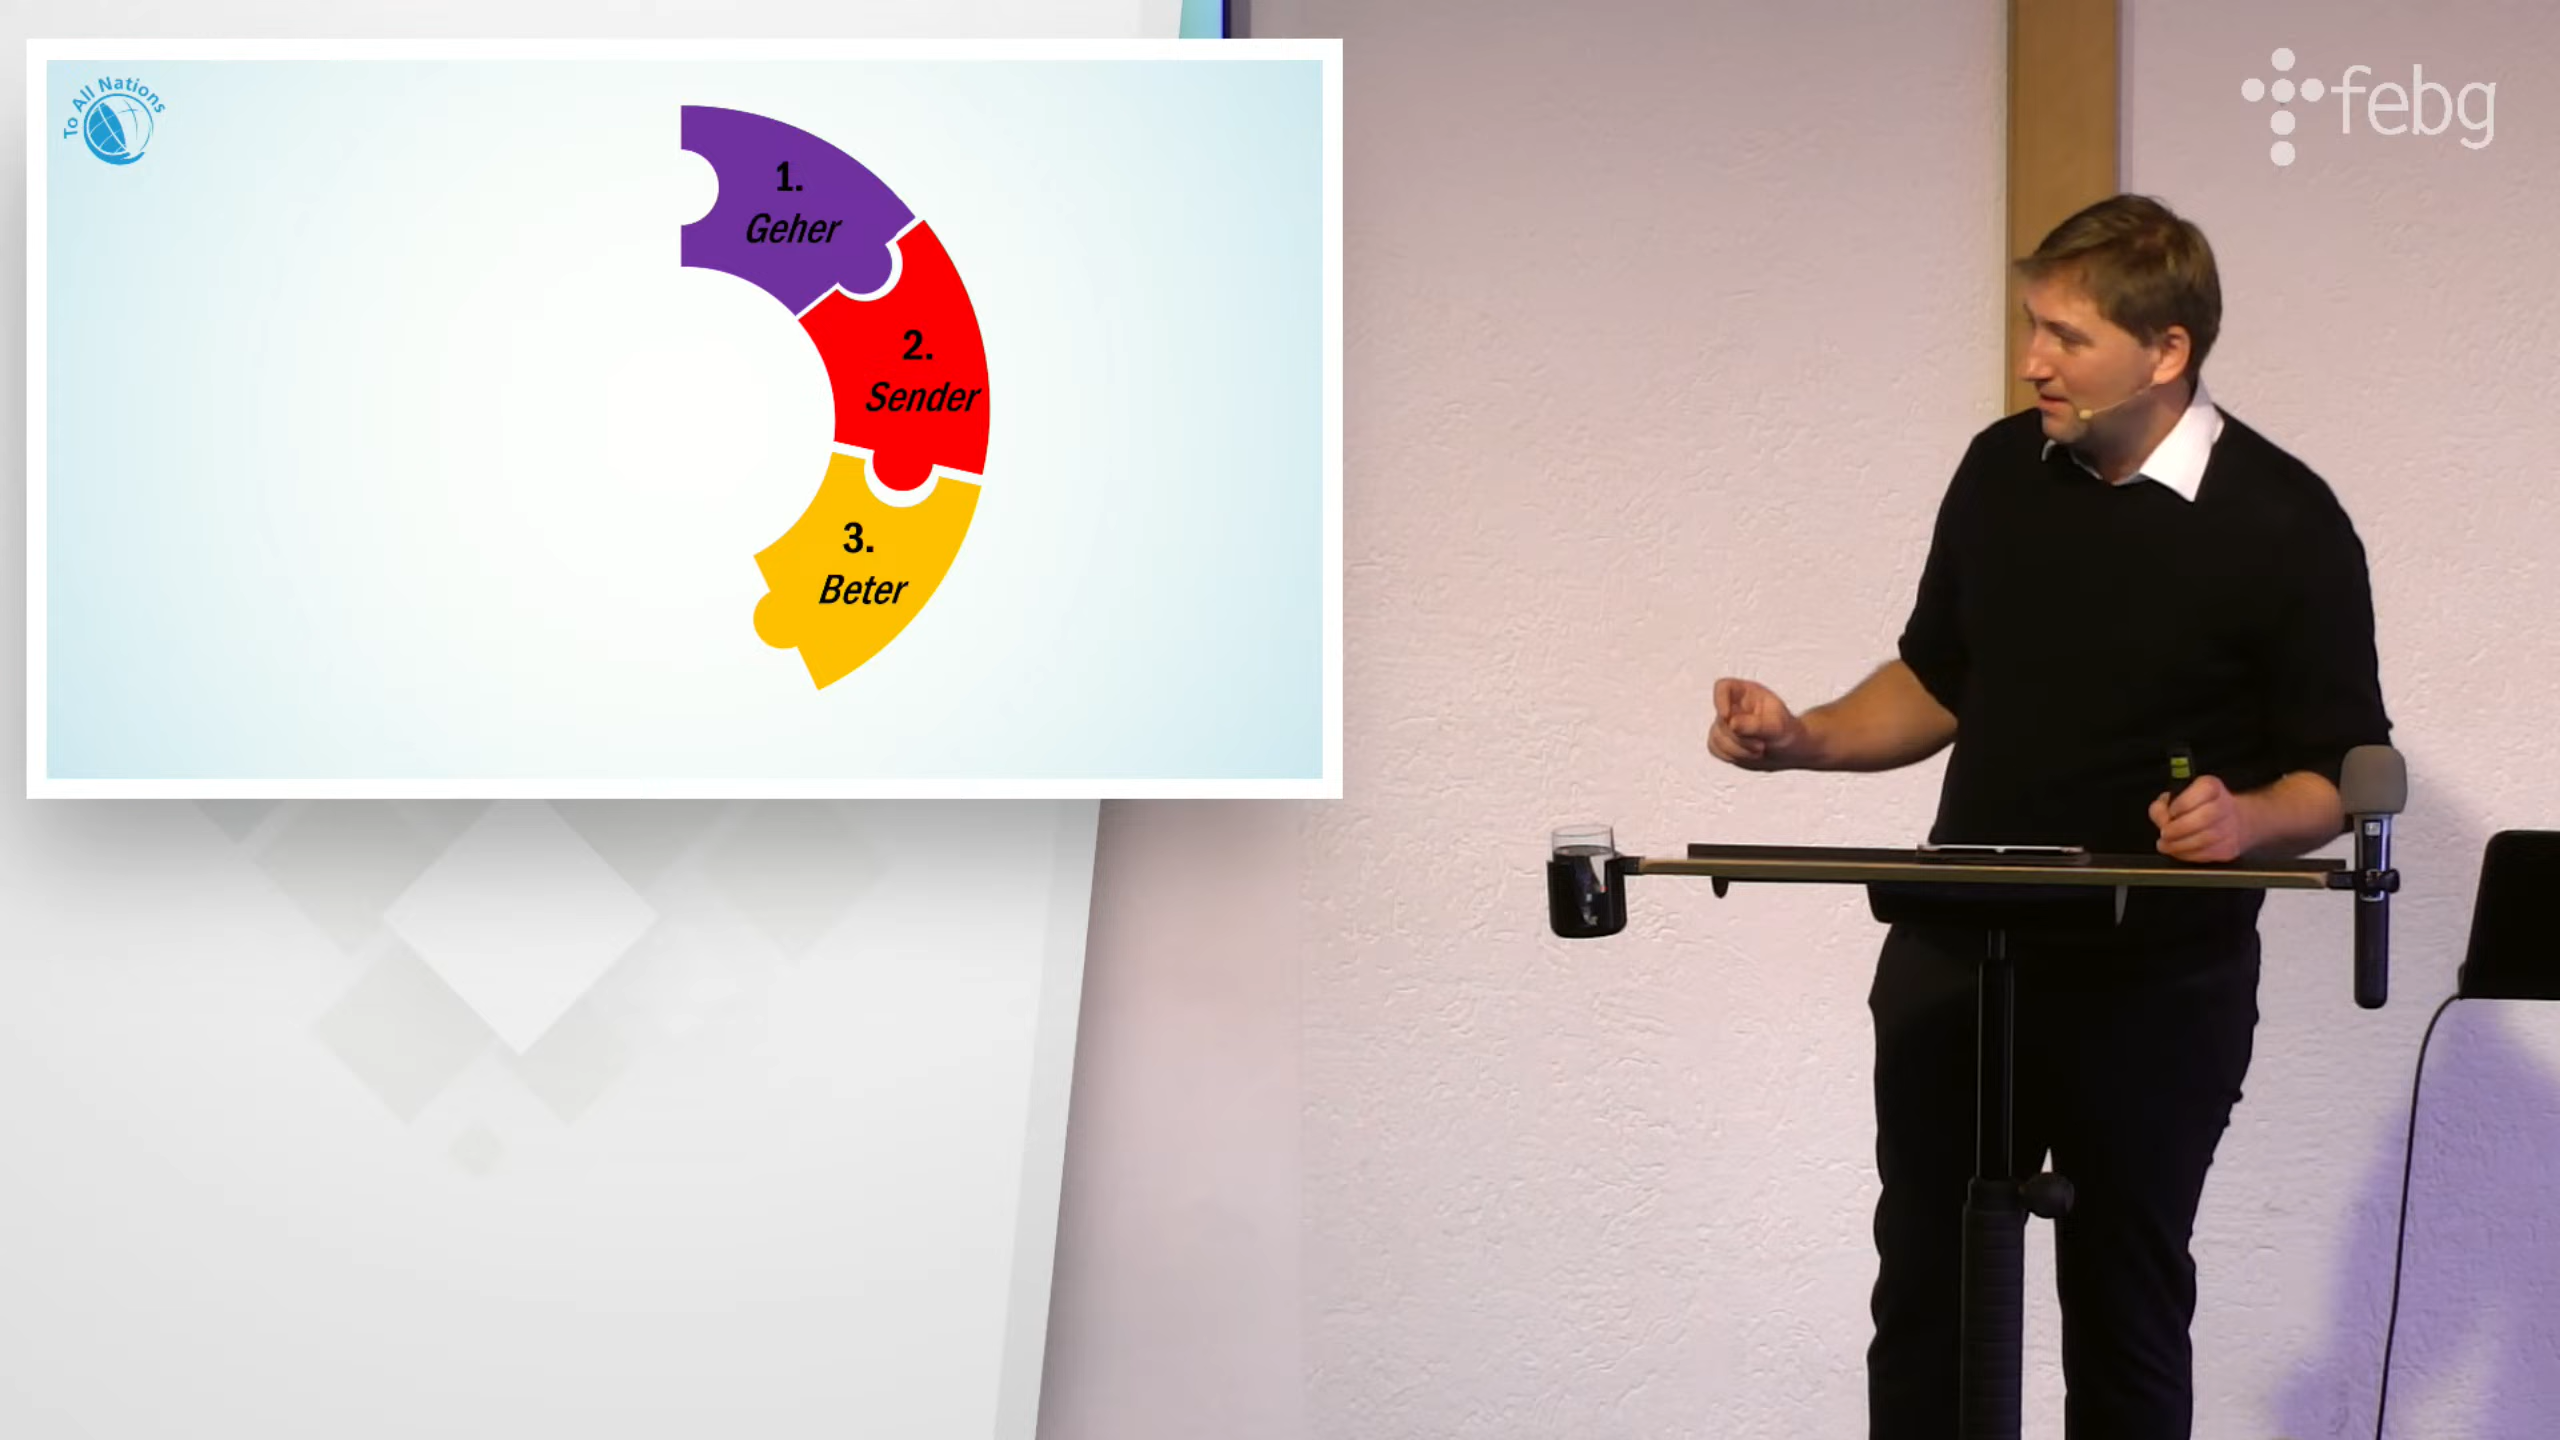 To All Nations
1.
Geher
2.
Sender
3.
Beter
febg